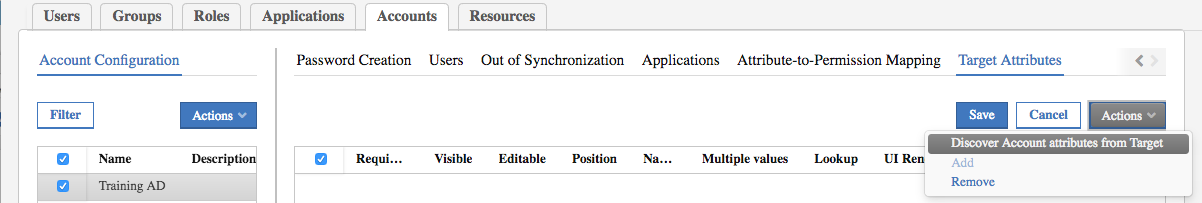 Users Groups Roles Applications Accounts Resources
Account Configuration
Password Creation Users Out of Synchronization Applications Attribute-to-Permission Mapping Target Attributes
Filter Actions
Save Cancel Actions
Name Description
Requi... Visible Editable Position Na... Multiple values Lookup UI Ren
Discover Account attributes from Target
Add
Remove
Training AD